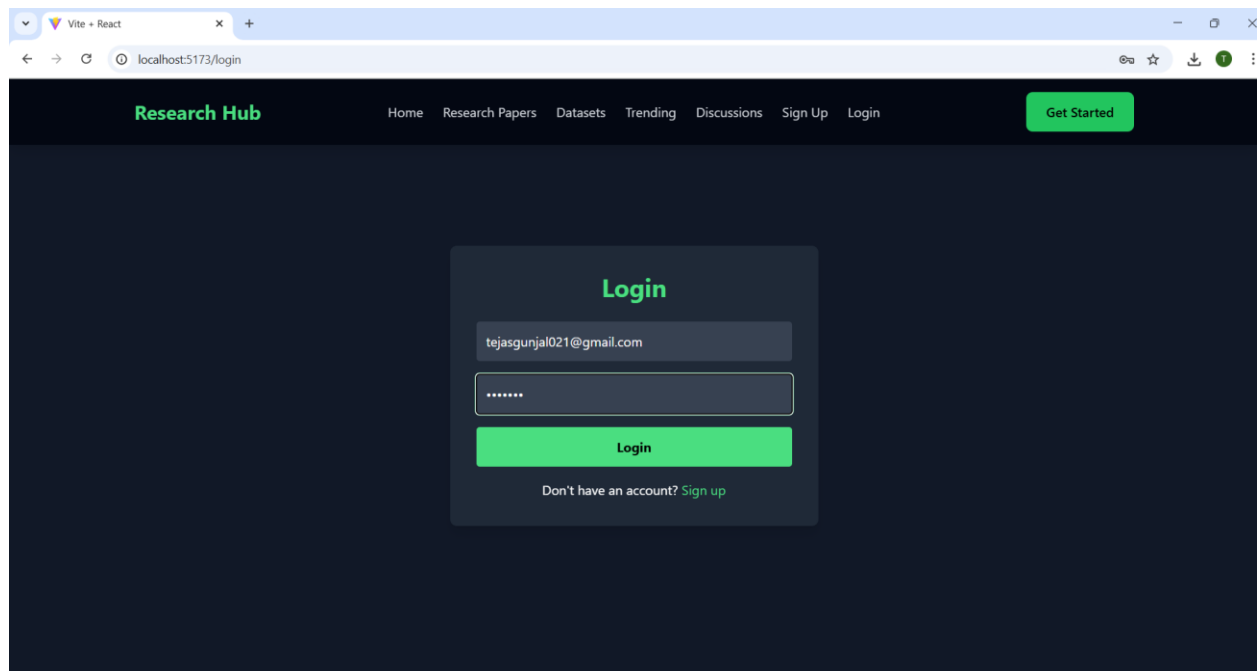 Vite + React
localhost:5173/login
T
Research Hub Home Research Papers Datasets Trending Discussions Sign Up Login Get Started
Login
tejasgunjal021@gmail.com
•••••••
Login
Don't have an account? Sign up